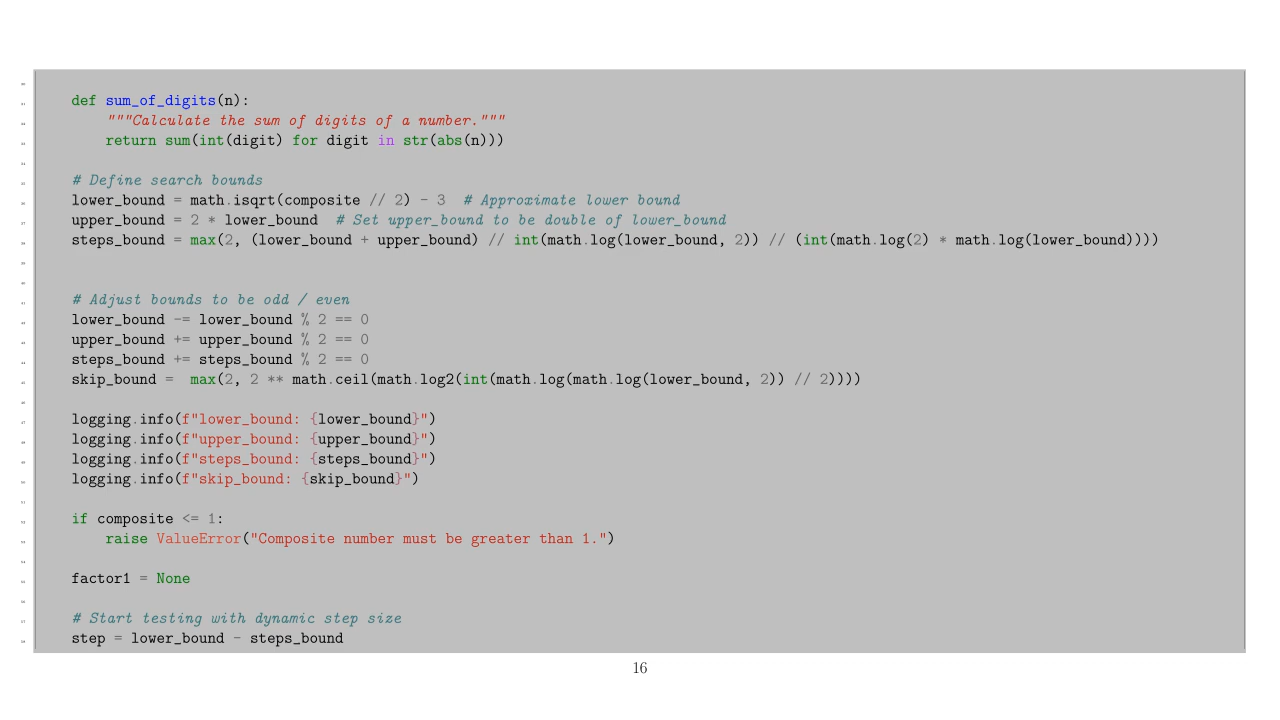 def sum_of_digits(n):
"""Calculate the sum of digits of a number."""
return sum(int(digit) for digit in str(abs(n)))
# Define search bounds
lower_bound = math.isqrt(composite // 2) - 3  # Approximate lower bound
upper_bound = 2 * lower_bound  # Set upper_bound to be double of lower_bound
steps_bound = max(2, (lower_bound + upper_bound) // int(math.log(lower_bound, 2)) // (int(math.log(2) * math.log(lower_bound))))
# Adjust bounds to be odd / even
lower_bound -= lower_bound % 2 == 0
upper_bound += upper_bound % 2 == 0
steps_bound += steps_bound % 2 == 0
skip_bound =  max(2, 2 ** math.ceil(math.log2(int(math.log(math.log(lower_bound, 2)) // 2))))
logging.info(f"lower_bound: {lower_bound}")
logging.info(f"upper_bound: {upper_bound}")
logging.info(f"steps_bound: {steps_bound}")
logging.info(f"skip_bound: {skip_bound}")
if composite <= 1:
raise ValueError("Composite number must be greater than 1.")
factor1 = None
# Start testing with dynamic step size
step = lower_bound - steps_bound
16